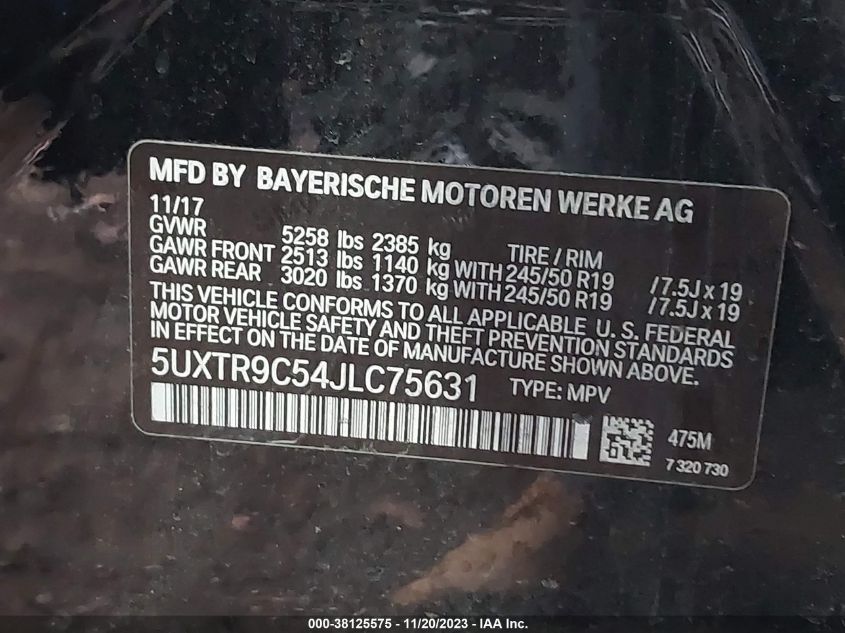 MFD BY BAYERISCHE MOTOREN WERKE AG
11/17
GVWR 5258 lbs 2385 kg TIRE / RIM
GAWR FRONT 2513 lbs 1140 kg WITH 245/50 R19 /7.5J x 19
GAWR REAR 3020 lbs 1370 kg WITH 245/50 R19 /7.5J x 19
THIS VEHICLE CONFORMS TO ALL APPLICABLE U. S. FEDERAL
MOTOR VEHICLE SAFETY AND THEFT PREVENTION STANDARDS
IN EFFECT ON THE DATE OF MANUFACTURE SHOWN ABOVE.
5UXTR9C54JLC75631 TYPE: MPV
475M
7 320 730
000-38125575 - 11/20/2023 - IAA Inc.